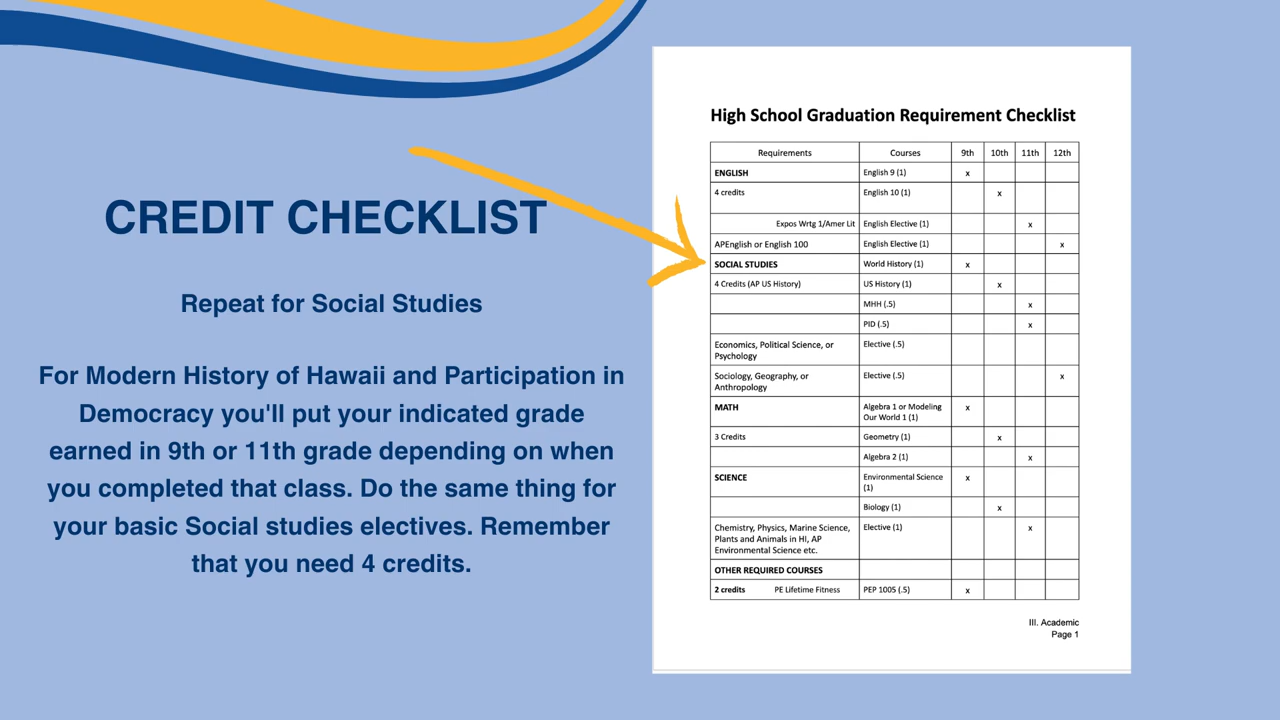 CREDIT CHECKLIST
Repeat for Social Studies
For Modern History of Hawaii and Participation in
Democracy you'll put your indicated grade
earned in 9th or 11th grade depending on when
you completed that class. Do the same thing for
your basic Social studies electives. Remember
that you need 4 credits.
High School Graduation Requirement Checklist
Requirements Courses 9th 10th 11th 12th
ENGLISH English 9 (1) x
4 credits English 10 (1) x
Expos Wrtg 1/Amer Lit English Elective (1) x
APEnglish or English 100 English Elective (1) x
SOCIAL STUDIES World History (1) x
4 Credits (AP US History) US History (1) x
MHH (.5) x
PID (.5) x
Economics, Political Science, or Elective (.5)
Psychology
Sociology, Geography, or Elective (.5) x
Anthropology
MATH Algebra 1 or Modeling x
Our World 1 (1)
3 Credits Geometry (1) x
Algebra 2 (1) x
SCIENCE Environmental Science x
(1)
Biology (1) x
Chemistry, Physics, Marine Science, Elective (1) x
Plants and Animals in HI, AP
Environmental Science etc.
OTHER REQUIRED COURSES
2 credits PE Lifetime Fitness PEP 1005 (.5) x
III. Academic
Page 1